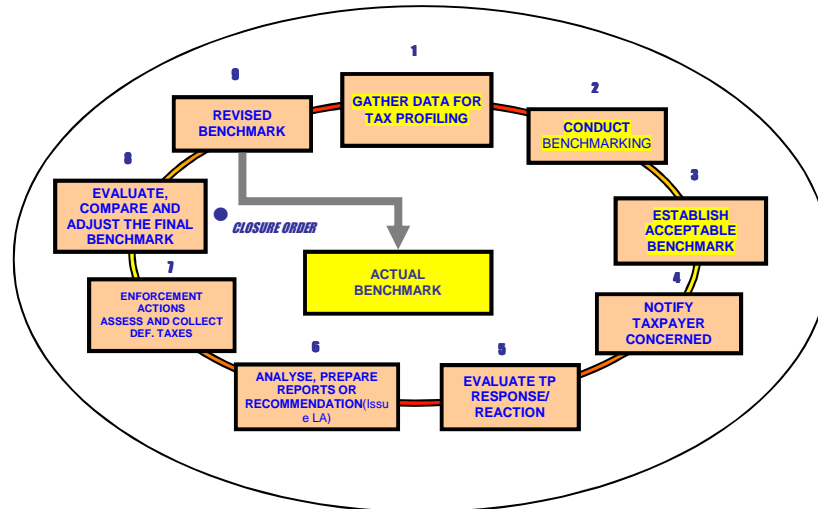 1
GATHER DATA FOR
TAX PROFILING
2
CONDUCT
BENCHMARKING
3
ESTABLISH
ACCEPTABLE
BENCHMARK
4
NOTIFY
TAXPAYER
CONCERNED
5
EVALUATE TP
RESPONSE/
REACTION
6
ANALYSE, PREPARE
REPORTS OR
RECOMMENDATION(Issu
e LA)
7
ENFORCEMENT
ACTIONS
ASSESS AND COLLECT
DEF. TAXES
8
EVALUATE,
COMPARE AND
ADJUST THE FINAL
BENCHMARK
9
REVISED
BENCHMARK
CLOSURE ORDER
ACTUAL
BENCHMARK